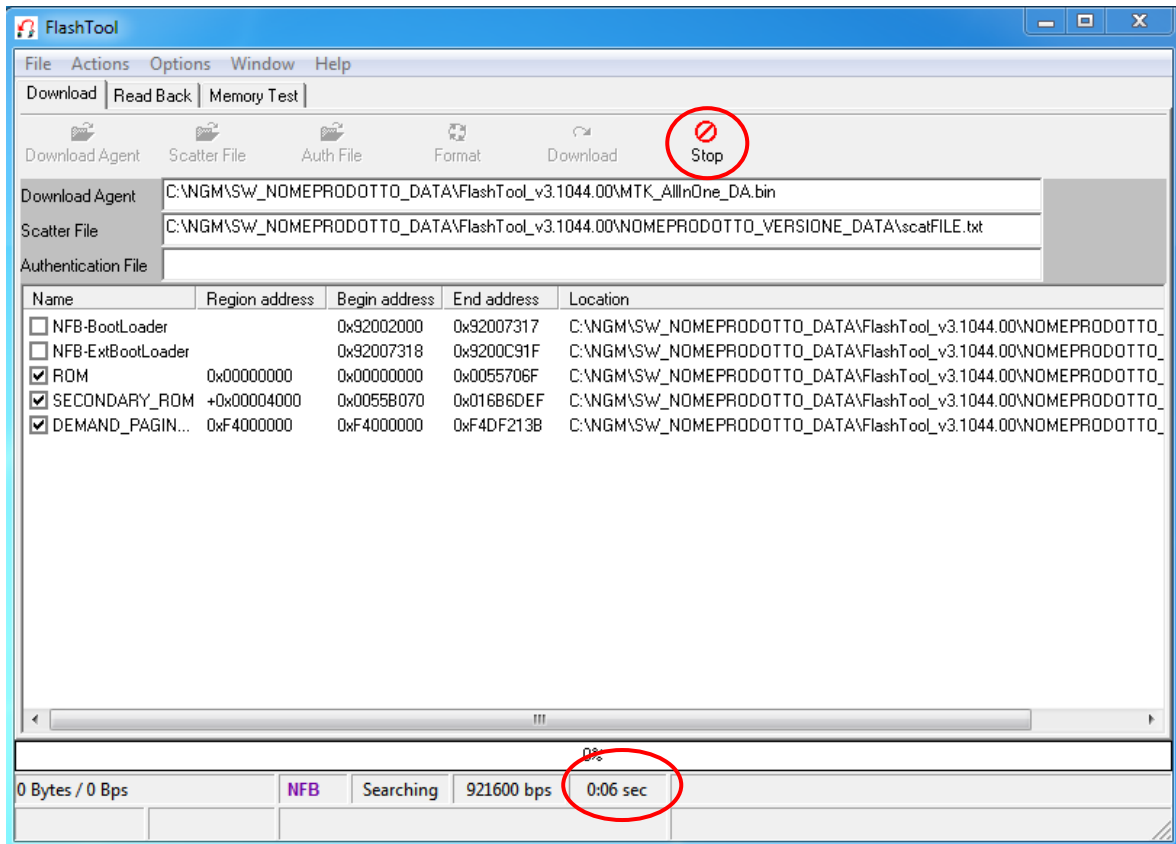 FlashTool
File Actions Options Window Help
Download Read Back Memory Test
Download Agent Scatter File Auth File Format Download Stop
Download Agent C:\NGM\SW_NOMEPRODOTTO_DATA\FlashTool_v3.1044.00\MTK_AllInOne_DA.bin
Scatter File C:\NGM\SW_NOMEPRODOTTO_DATA\FlashTool_v3.1044.00\NOMEPRODOTTO_VERSIONE_DATA\scatFILE.txt
Authentication File
Name Region address Begin address End address Location
NFB-BootLoader 0x92002000 0x92007317 C:\NGM\SW_NOMEPRODOTTO_DATA\FlashTool_v3.1044.00\NOMEPRODOTTO_
NFB-ExtBootLoader 0x92007318 0x9200C91F C:\NGM\SW_NOMEPRODOTTO_DATA\FlashTool_v3.1044.00\NOMEPRODOTTO_
ROM 0x00000000 0x00000000 0x0055706F C:\NGM\SW_NOMEPRODOTTO_DATA\FlashTool_v3.1044.00\NOMEPRODOTTO_
SECONDARY_ROM +0x00004000 0x0055B070 0x016B6DEF C:\NGM\SW_NOMEPRODOTTO_DATA\FlashTool_v3.1044.00\NOMEPRODOTTO_
DEMAND_PAGIN... 0xF4000000 0xF4000000 0xF4DF213B C:\NGM\SW_NOMEPRODOTTO_DATA\FlashTool_v3.1044.00\NOMEPRODOTTO_
0%
0 Bytes / 0 Bps NFB Searching 921600 bps 0:06 sec